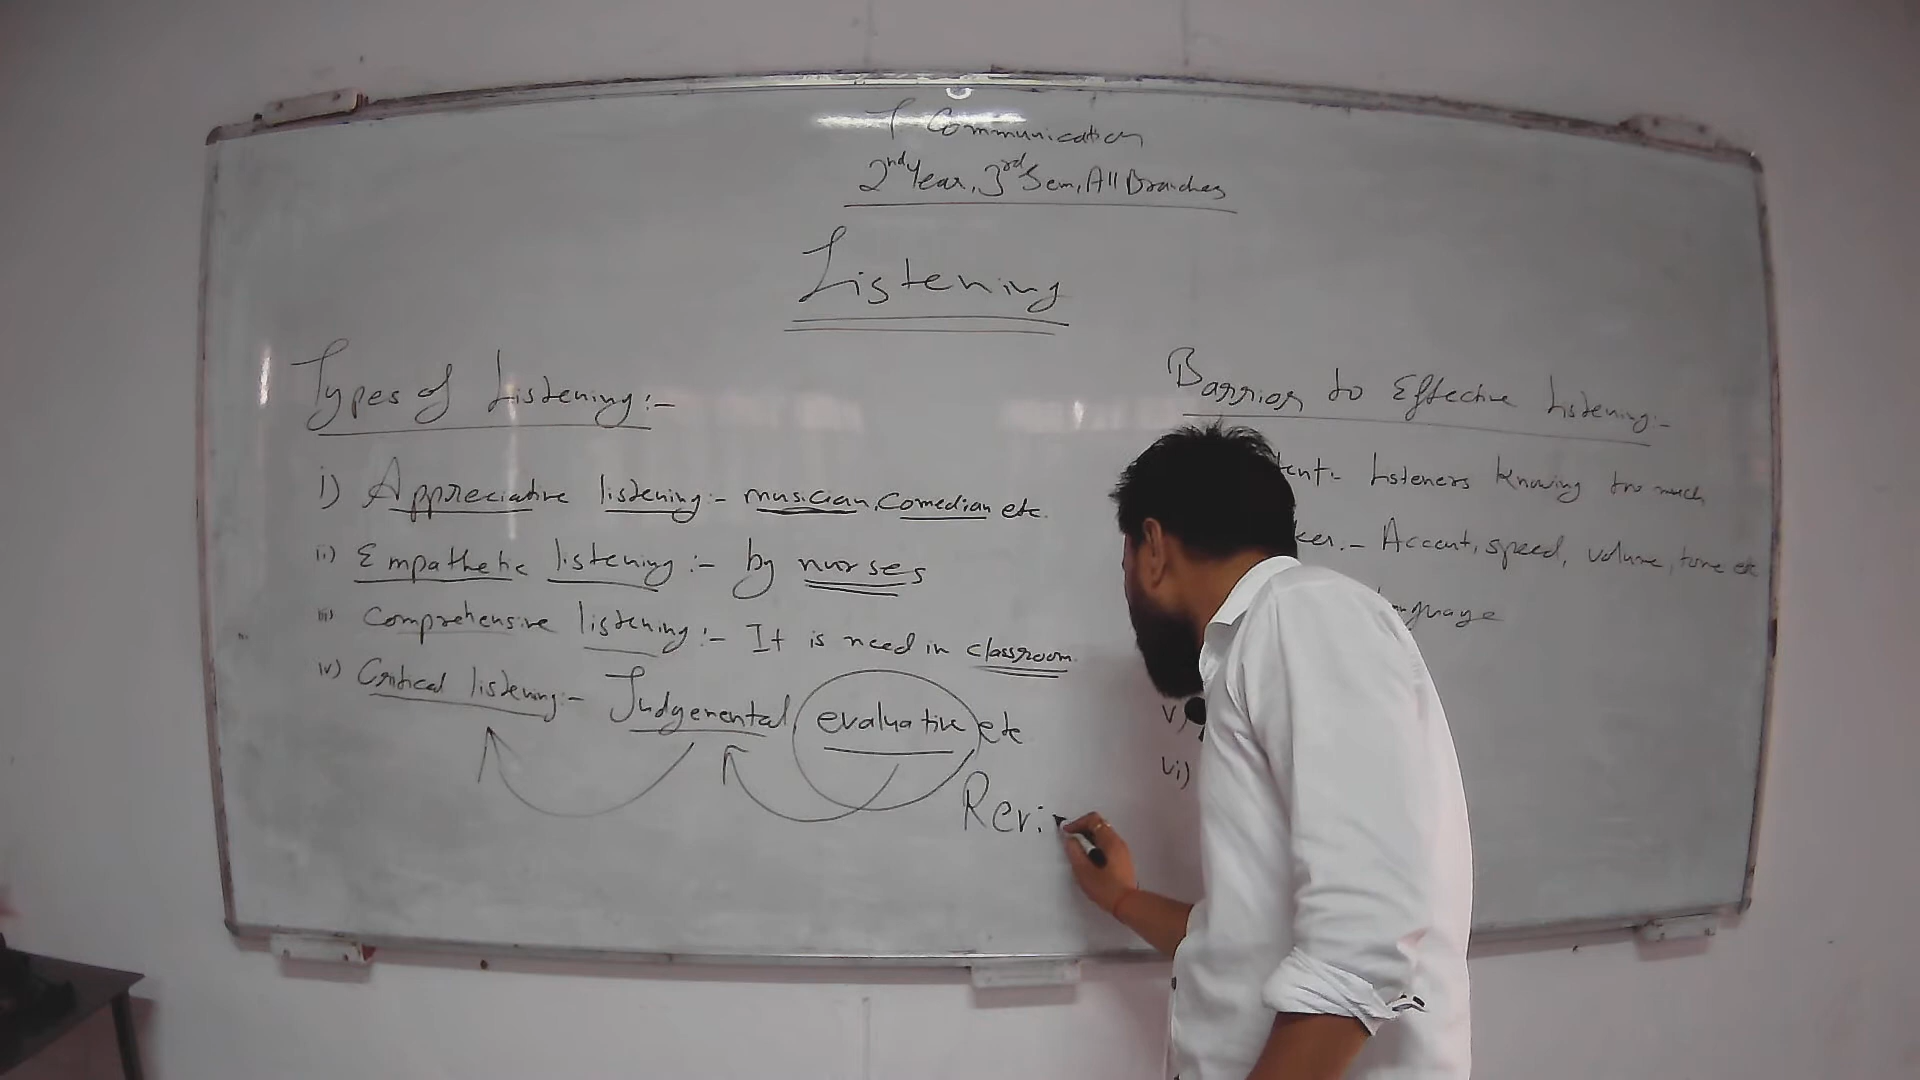 T Communication
2nd Year, 3rd Sem, All Branches
Listening
Types of Listening:-
i) Appreciative listening:- musician, Comedian etc.
ii) Empathetic listening:- by nurses
iii) Comprehensive listening:- It is need in classroom.
iv) Critical listening:- Judgemental, evaluative etc
Revi
Barrior to Effective Listening:-
tent- Listeners Knowing too much
ker.- Accent, speed, volume, tone etc
nguage
v)
vi)